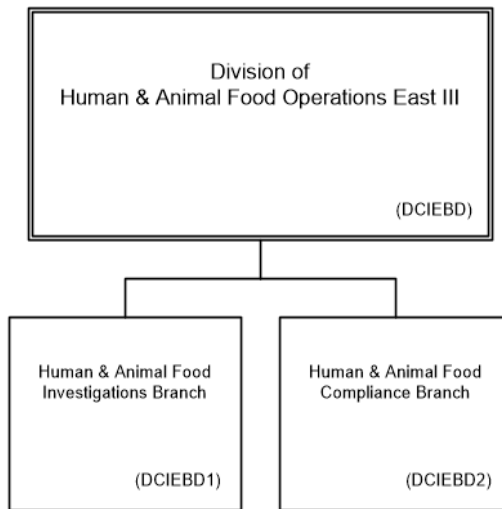 Division of
Human & Animal Food Operations East III
(DCIEBD)
Human & Animal Food
Investigations Branch
(DCIEBD1)
Human & Animal Food
Compliance Branch
(DCIEBD2)